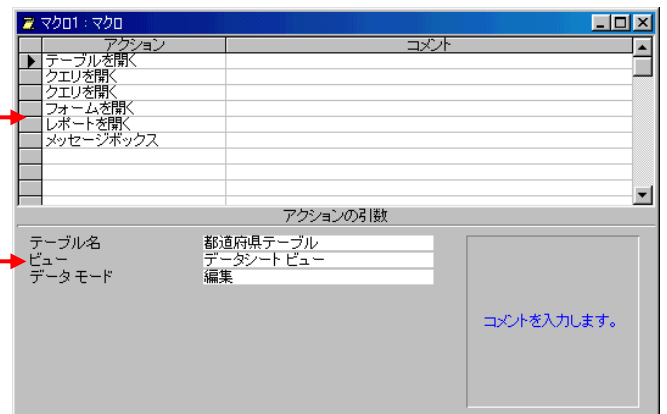 マクロ1 : マクロ
アクション コメント
テーブルを開く
クエリを開く
クエリを開く
フォームを開く
レポートを開く
メッセージボックス
アクションの引数
テーブル名 都道府県テーブル
ビュー データシート ビュー
データ モード 編集
コメントを入力します。